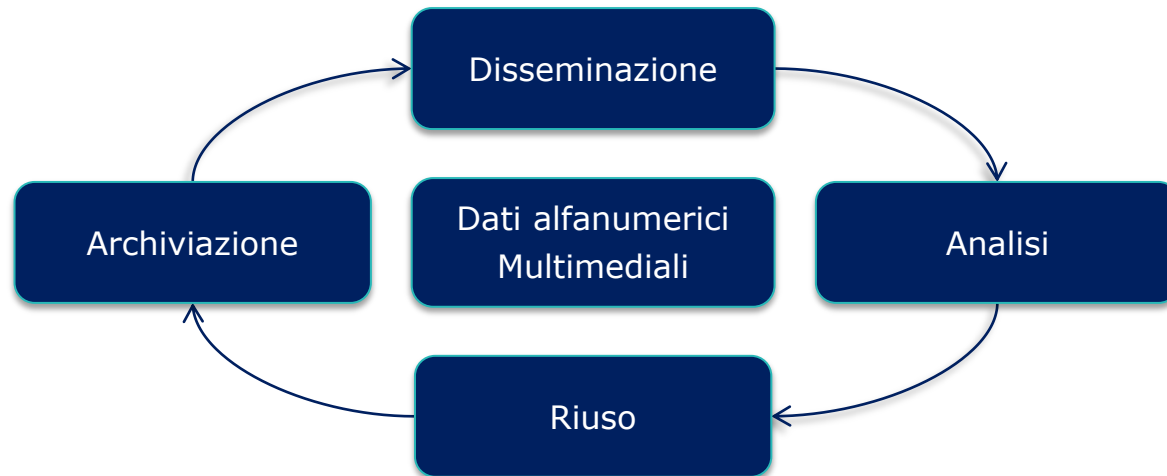 Disseminazione
Archiviazione
Dati alfanumerici
Multimediali
Analisi
Riuso